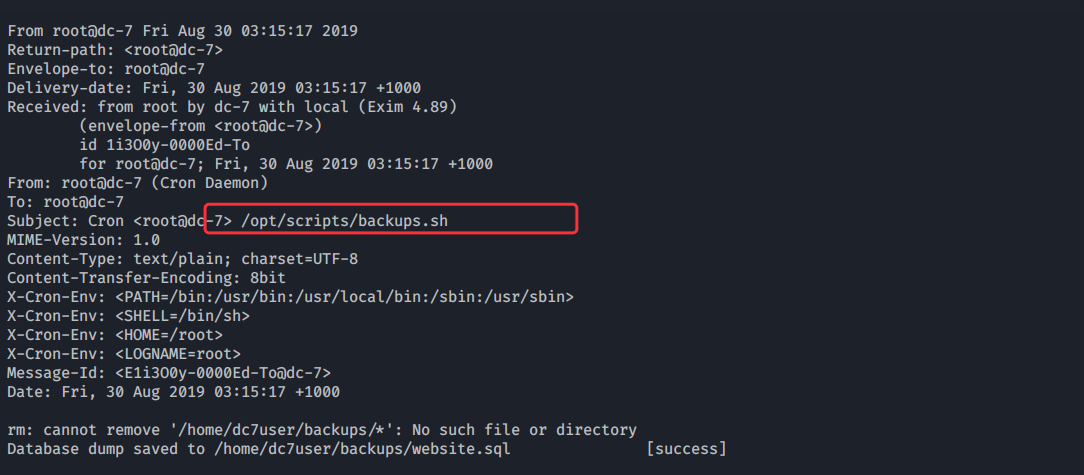 From root@dc-7 Fri Aug 30 03:15:17 2019
Return-path: <root@dc-7>
Envelope-to: root@dc-7
Delivery-date: Fri, 30 Aug 2019 03:15:17 +1000
Received: from root by dc-7 with local (Exim 4.89)
(envelope-from <root@dc-7>)
id 1i3O0y-0000Ed-To
for root@dc-7; Fri, 30 Aug 2019 03:15:17 +1000
From: root@dc-7 (Cron Daemon)
To: root@dc-7
Subject: Cron <root@dc-7> /opt/scripts/backups.sh
MIME-Version: 1.0
Content-Type: text/plain; charset=UTF-8
Content-Transfer-Encoding: 8bit
X-Cron-Env: <PATH=/bin:/usr/bin:/usr/local/bin:/sbin:/usr/sbin>
X-Cron-Env: <SHELL=/bin/sh>
X-Cron-Env: <HOME=/root>
X-Cron-Env: <LOGNAME=root>
Message-Id: <E1i3O0y-0000Ed-To@dc-7>
Date: Fri, 30 Aug 2019 03:15:17 +1000
rm: cannot remove '/home/dc7user/backups/*': No such file or directory
Database dump saved to /home/dc7user/backups/website.sql [success]